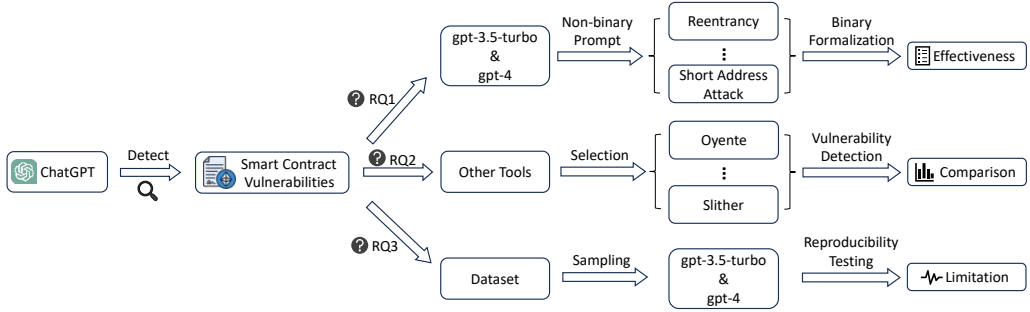 ChatGPT
Detect
Smart Contract
Vulnerabilities
? RQ1
gpt-3.5-turbo
&
gpt-4
Non-binary
Prompt
Reentrancy
⋮
Short Address
Attack
Binary
Formalization
Effectiveness
? RQ2
Other Tools
Selection
Oyente
⋮
Slither
Vulnerability
Detection
Comparison
? RQ3
Dataset
Sampling
gpt-3.5-turbo
&
gpt-4
Reproducibility
Testing
Limitation